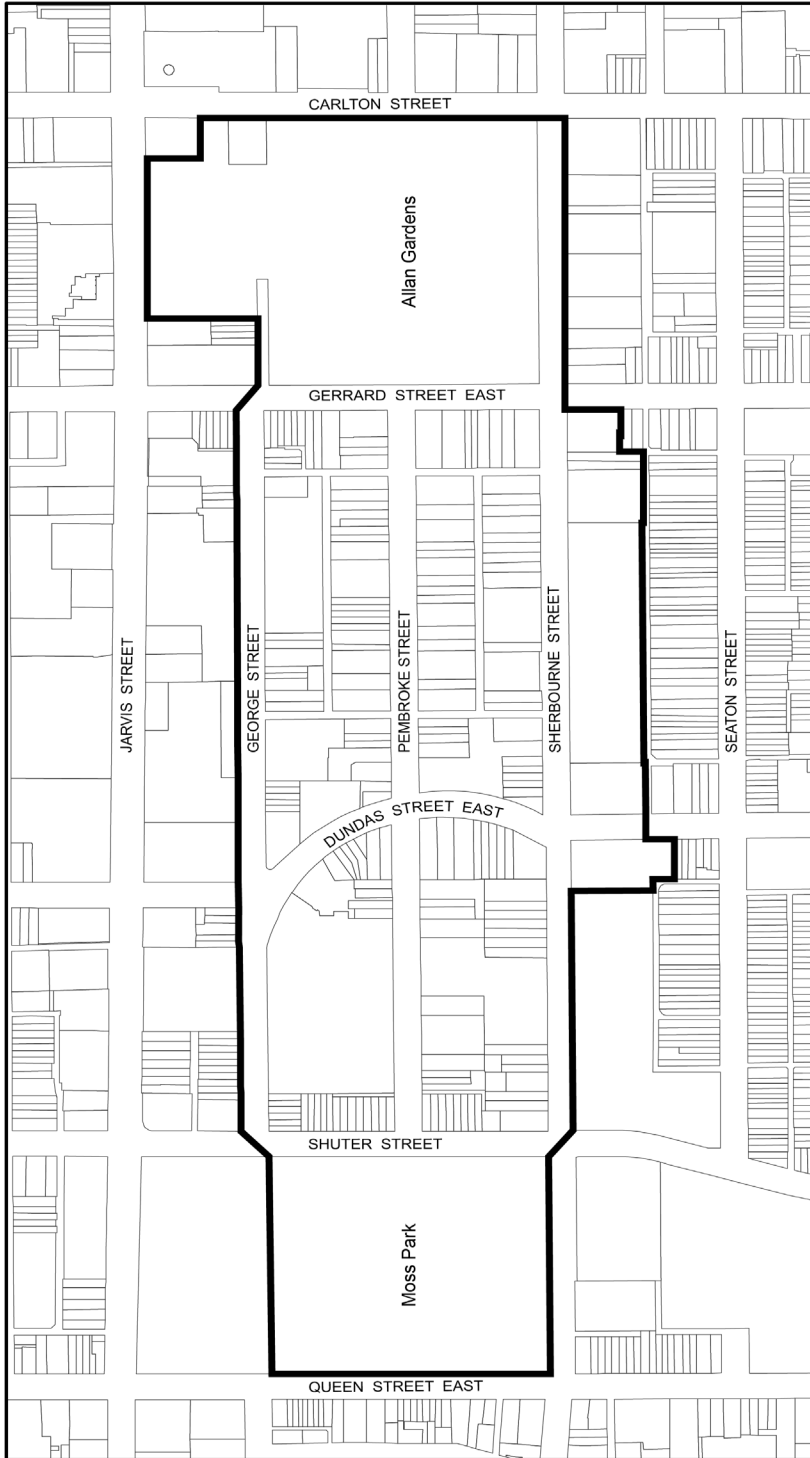 CARLTON STREET
Allan Gardens
GERRARD STREET EAST
JARVIS STREET
GEORGE STREET
PEMBROKE STREET
SHERBOURNE STREET
SEATON STREET
DUNDAS STREET EAST
SHUTER STREET
Moss Park
QUEEN STREET EAST